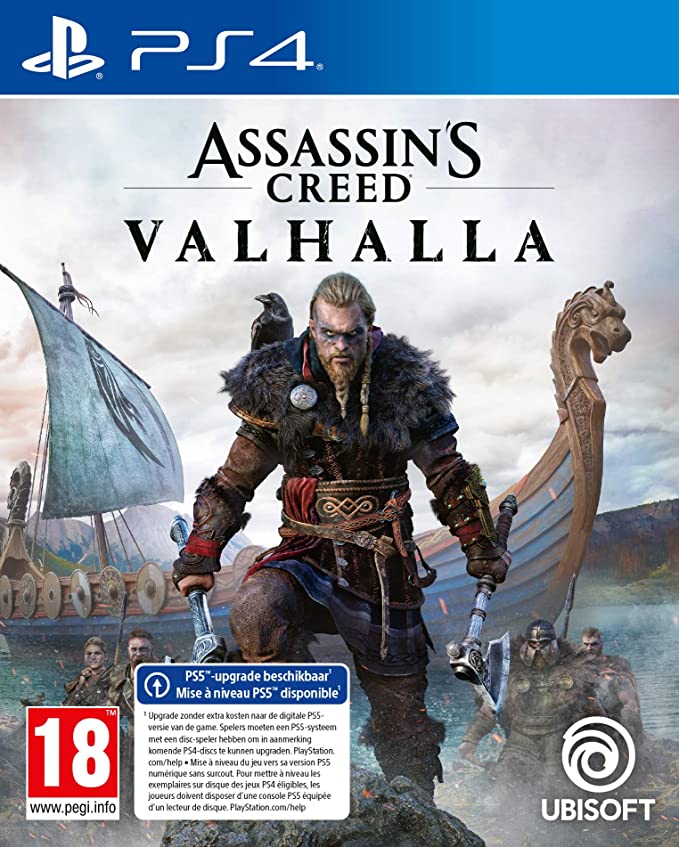 PS4
ASSASSIN'S
CREED
VALHALLA
PS5™-upgrade beschikbaar¹
Mise à niveau PS5™ disponible¹
¹ Upgrade zonder extra kosten naar de digitale PS5-
versie van de game. Spelers moeten een PS5-systeem
met een disc-speler hebben om in aanmerking
komende PS4-discs te kunnen upgraden. PlayStation.
com/help • Mise à niveau du jeu vers sa version PS5
numérique sans surcout. Pour mettre à niveau les
exemplaires sur disque des jeux PS4 éligibles, les
joueurs doivent disposer d'une console PS5 équipée
d'un lecteur de disque. PlayStation.com/help
18™
www.pegi.info
UBISOFT